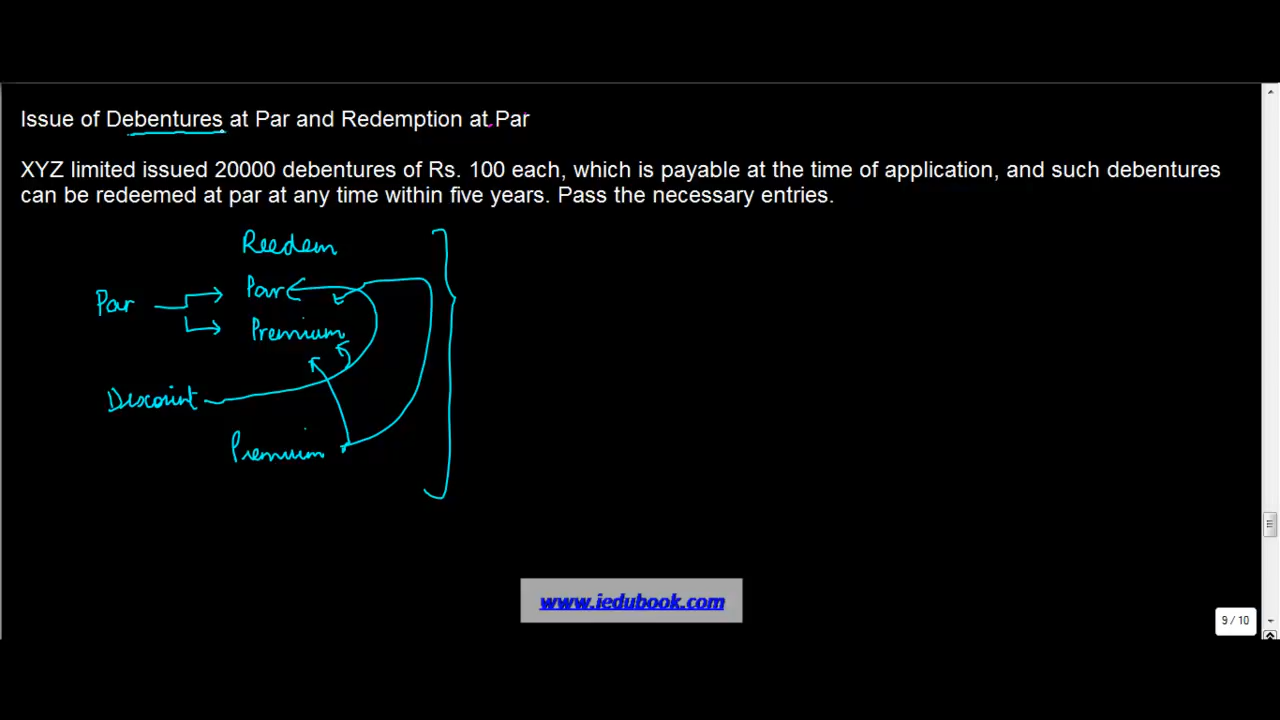 Issue of Debentures at Par and Redemption at Par
XYZ limited issued 20000 debentures of Rs. 100 each, which is payable at the time of application, and such debentures
can be redeemed at par at any time within five years. Pass the necessary entries.
Reedem
Par
Par
Premium
Discount
Premium
www.iedubook.com
9 / 10